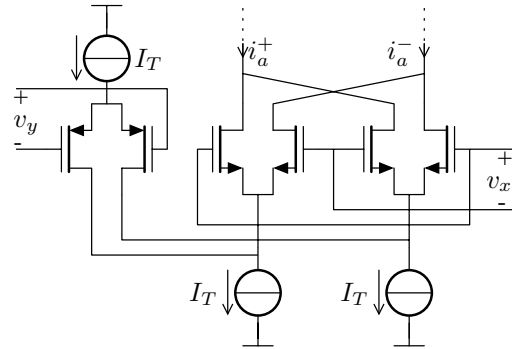 I_T
i_a^+
i_a^-
+
v_y
-
+
v_x
-
I_T
I_T